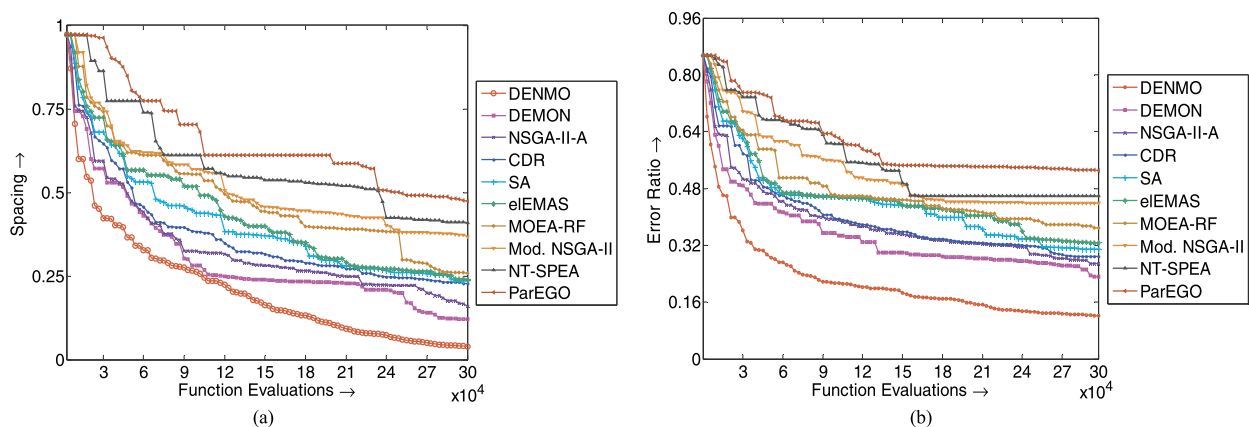 1
0.75
0.5
0.25
0
Spacing →
3 6 9 12 15 18 21 24 27 30
Function Evaluations →
x10^4
DENMO
DEMON
NSGA-II-A
CDR
SA
eIEMAS
MOEA-RF
Mod. NSGA-II
NT-SPEA
ParEGO
(a)
0.96
0.80
0.64
0.48
0.32
0.16
0
Error Ratio →
3 6 9 12 15 18 21 24 27 30
Function Evaluations →
x10^4
DENMO
DEMON
NSGA-II-A
CDR
SA
eIEMAS
MOEA-RF
Mod. NSGA-II
NT-SPEA
ParEGO
(b)